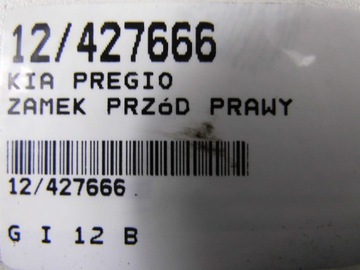 12/427666
KIA PREGIO
ZAMEK PRZóD PRAWY
12/427666
G I 12 B